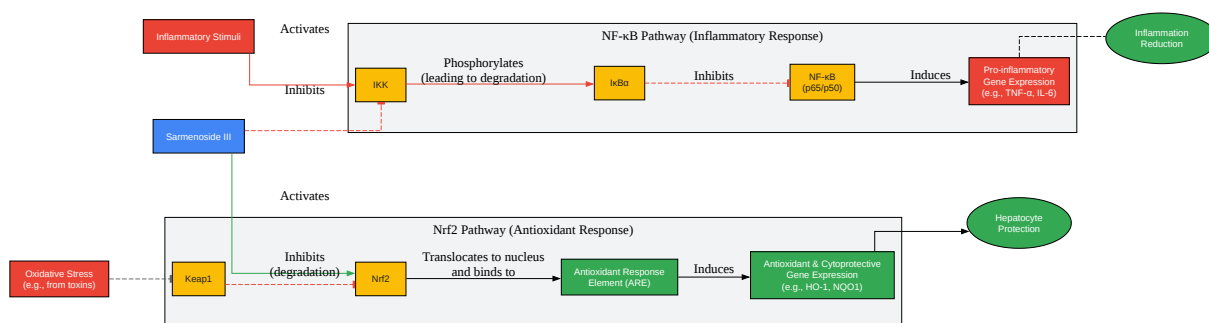 Activates
Inflammatory Stimuli
NF-κB Pathway (Inflammatory Response)
Inflammation
Reduction
Phosphorylates
(leading to degradation)
Inhibits
IKK
IκBα
Inhibits
NF-κB
(p65/p50)
Induces
Pro-inflammatory
Gene Expression
(e.g., TNF-α, IL-6)
Sarmenoside III
Activates
Nrf2 Pathway (Antioxidant Response)
Hepatocyte
Protection
Oxidative Stress
(e.g., from toxins)
Keap1
Inhibits
(degradation)
Nrf2
Translocates to nucleus
and binds to
Antioxidant Response
Element (ARE)
Induces
Antioxidant & Cytoprotective
Gene Expression
(e.g., HO-1, NQO1)